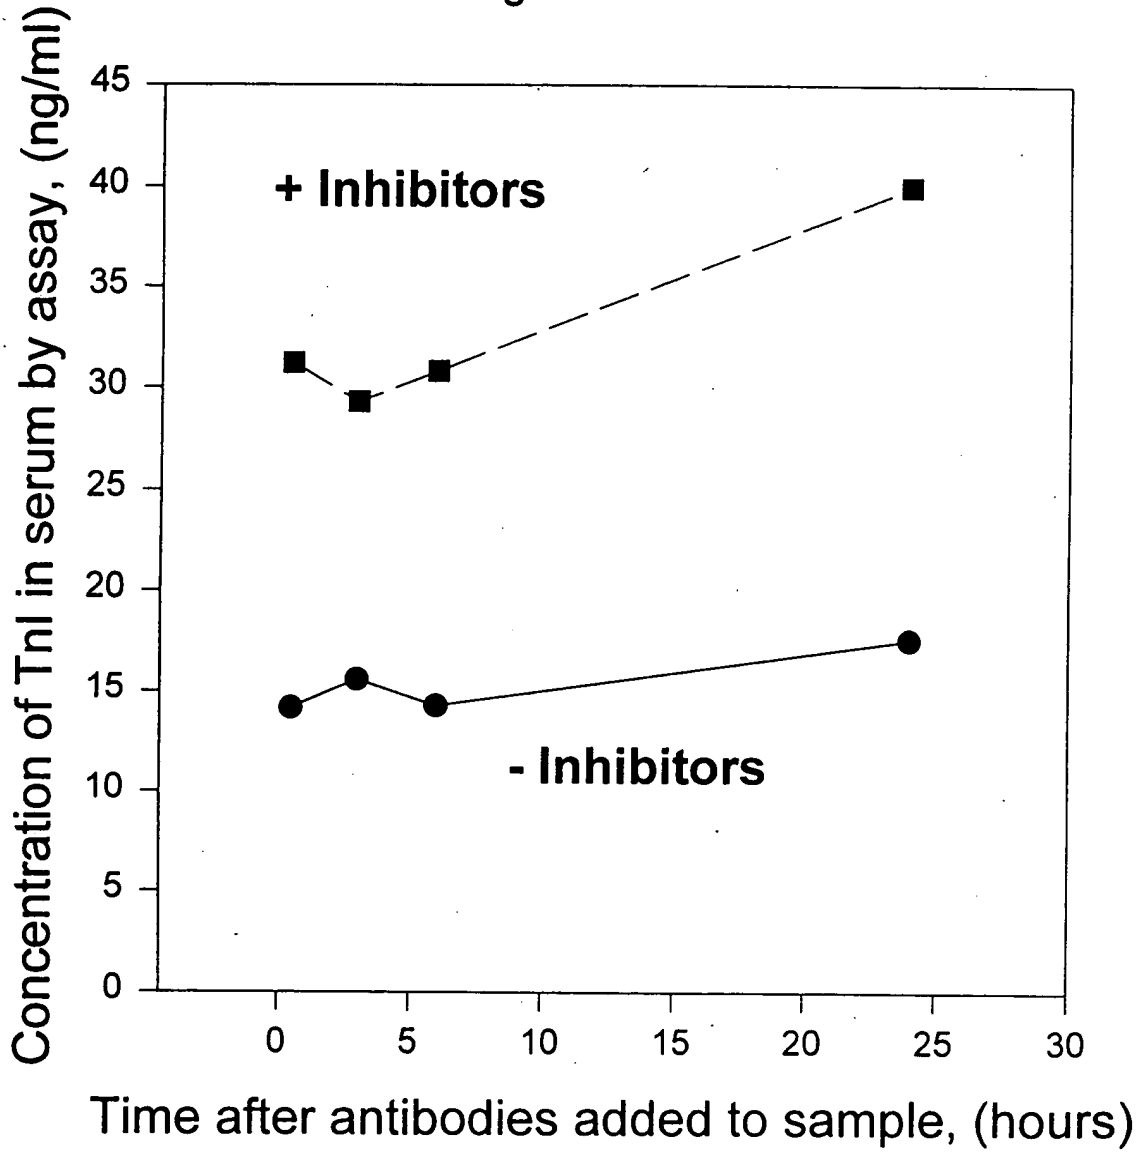 Concentration of TnI in serum by assay, (ng/ml)
45
40
35
30
25
20
15
10
5
0
+ Inhibitors
- Inhibitors
0 5 10 15 20 25 30
Time after antibodies added to sample, (hours)